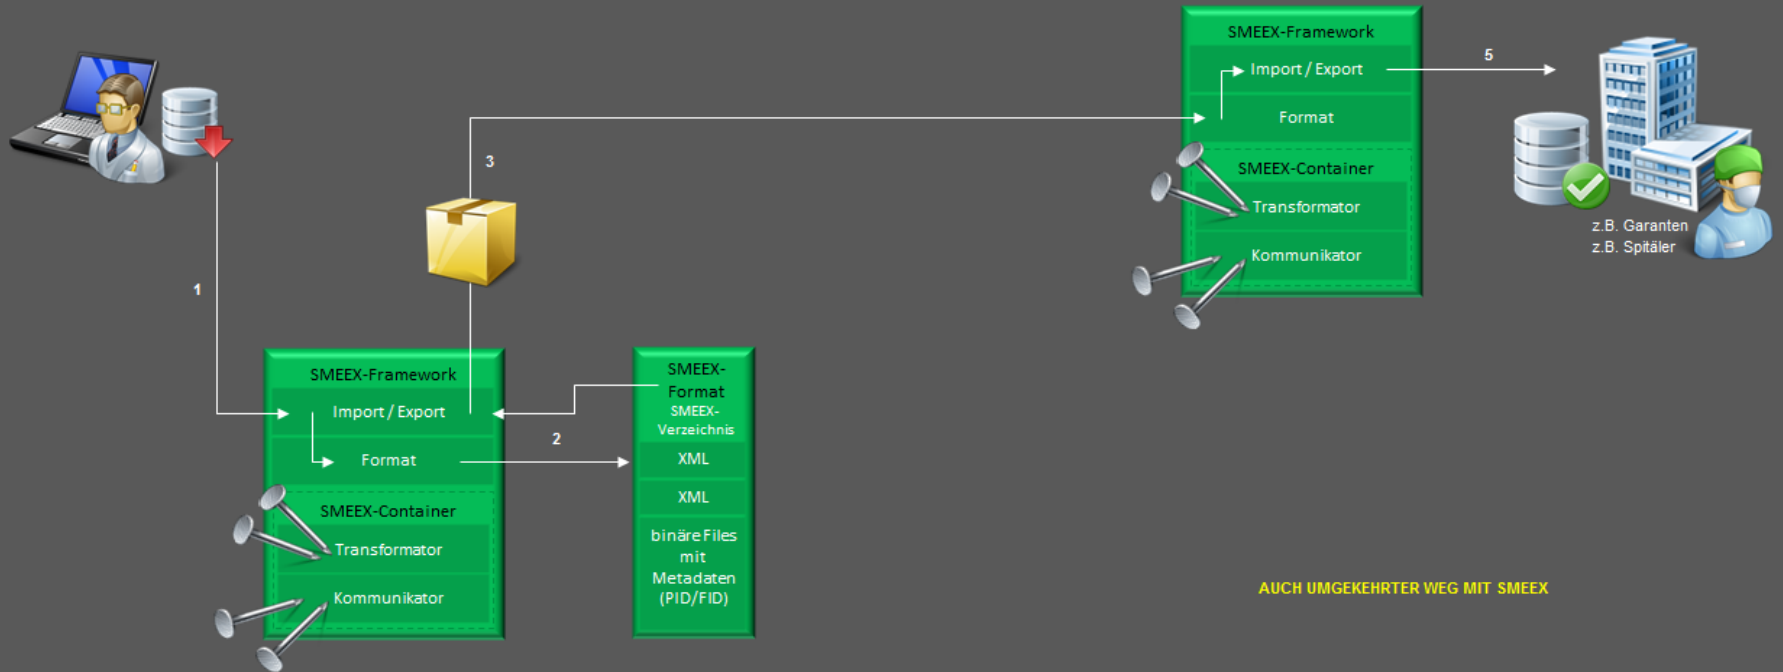 SMEEX-Framework
Import / Export
Format
SMEEX-Container
Transformator
Kommunikator
5
z.B. Garanten
z.B. Spitäler
3
1
SMEEX-Framework
Import / Export
Format
SMEEX-Container
Transformator
Kommunikator
2
SMEEX-
Format
SMEEX-
Verzeichnis
XML
XML
binäre Files
mit
Metadaten
(PID/FID)
AUCH UMGEKEHRTER WEG MIT SMEEX